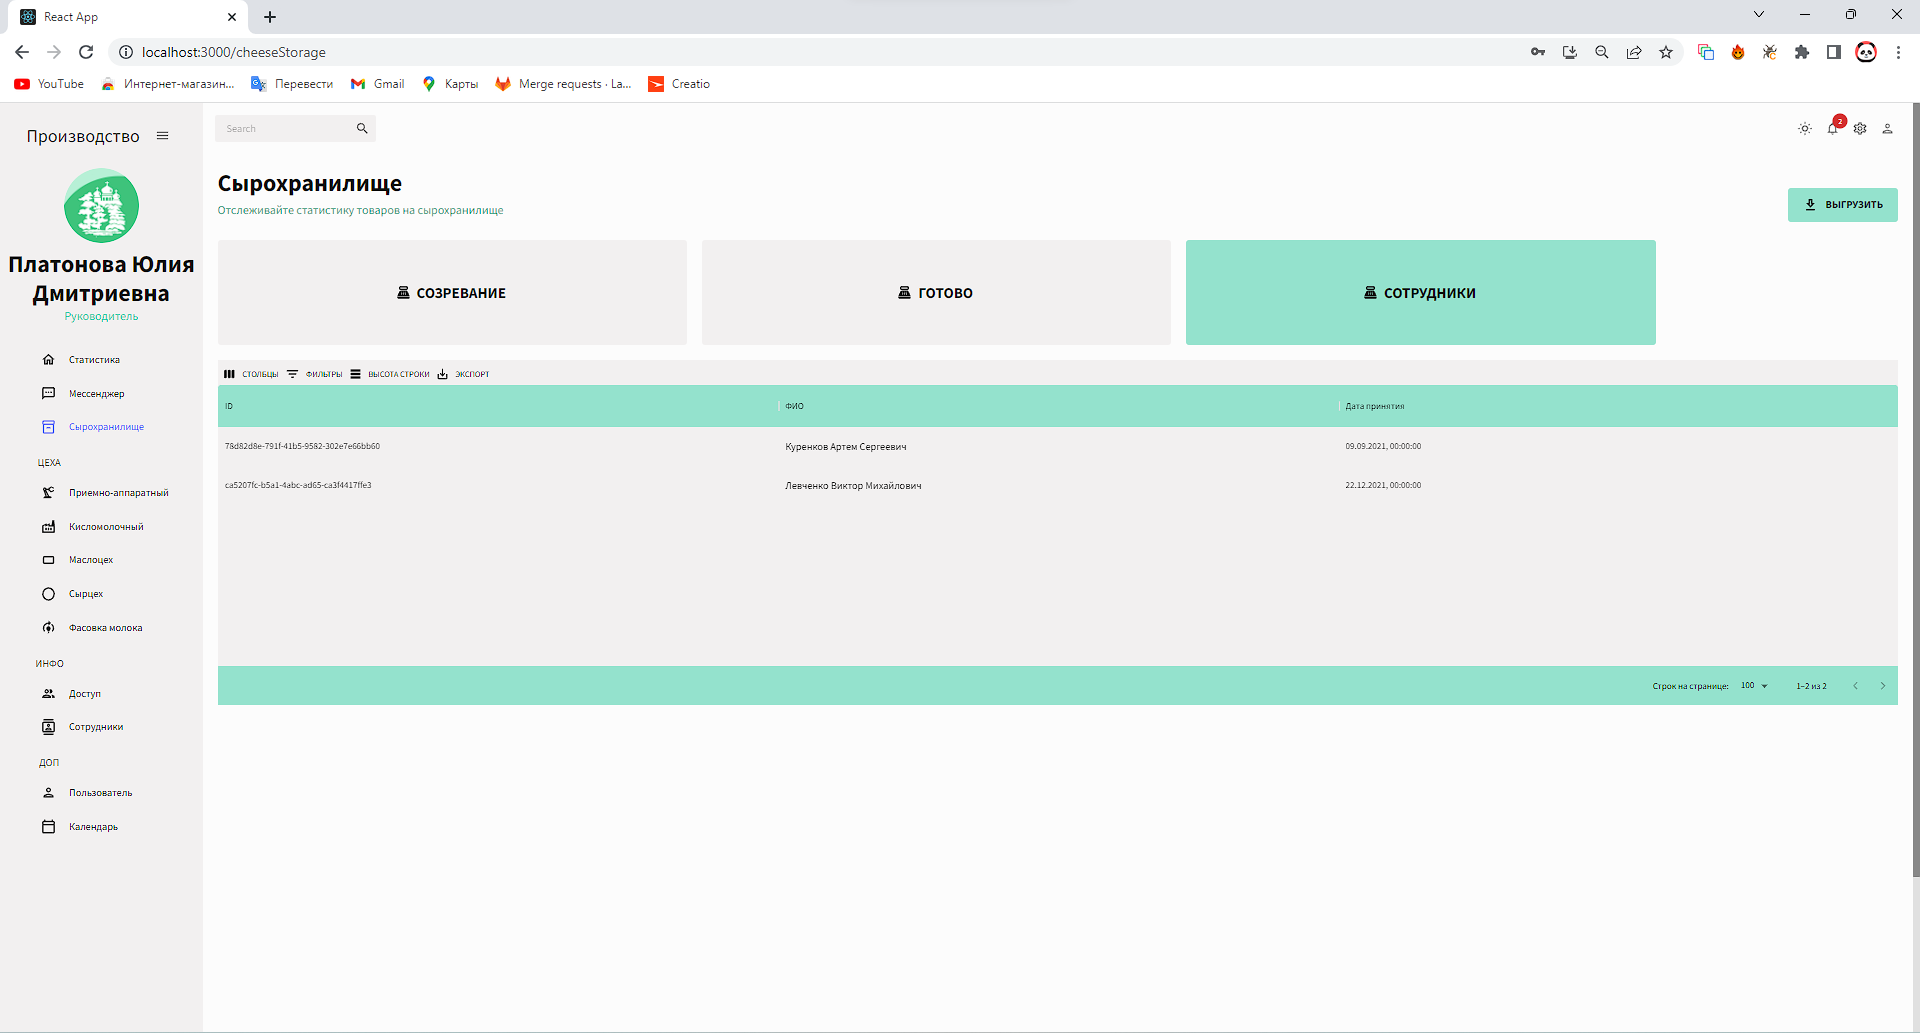 React App
localhost:3000/cheeseStorage
YouTube
Интернет-магазин...
Перевести
Gmail
Карты
Merge requests · La...
Creatio
Производство
Search
2
Платонова Юлия
Дмитриевна
Руководитель
Статистика
Мессенджер
Сырохранилище
ЦЕХА
Приемно-аппаратный
Кисломолочный
Маслоцех
Сырцех
Фасовка молока
ИНФО
Доступ
Сотрудники
ДОП
Пользователь
Календарь
Сырохранилище
Отслеживайте статистику товаров на сырохранилище
ВЫГРУЗИТЬ
СОЗРЕВАНИЕ
ГОТОВО
СОТРУДНИКИ
СТОЛБЦЫ ФИЛЬТРЫ ВЫСОТА СТРОКИ ЭКСПОРТ
ID ФИО Дата принятия
78d82d8e-791f-41b5-9582-302e7e66bb60 Куренков Артем Сергеевич 09.09.2021, 00:00:00
ca5207fc-b5a1-4abc-ad65-ca3f4417ffe3 Левченко Виктор Михайлович 22.12.2021, 00:00:00
Строк на странице: 100 1–2 из 2